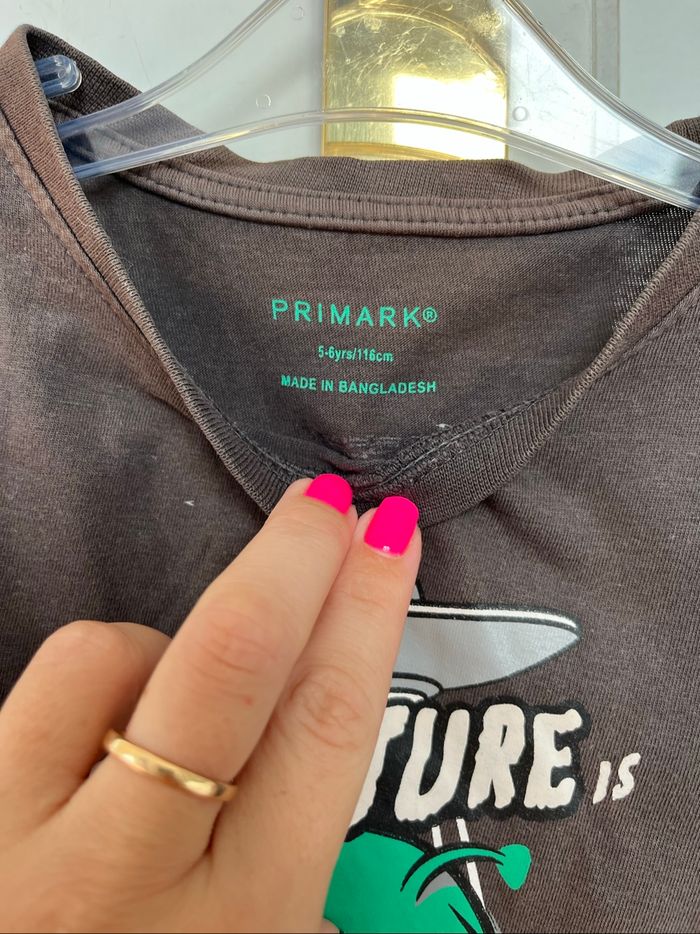 PRIMARK®
5-6yrs/116cm
MADE IN BANGLADESH
TURE IS